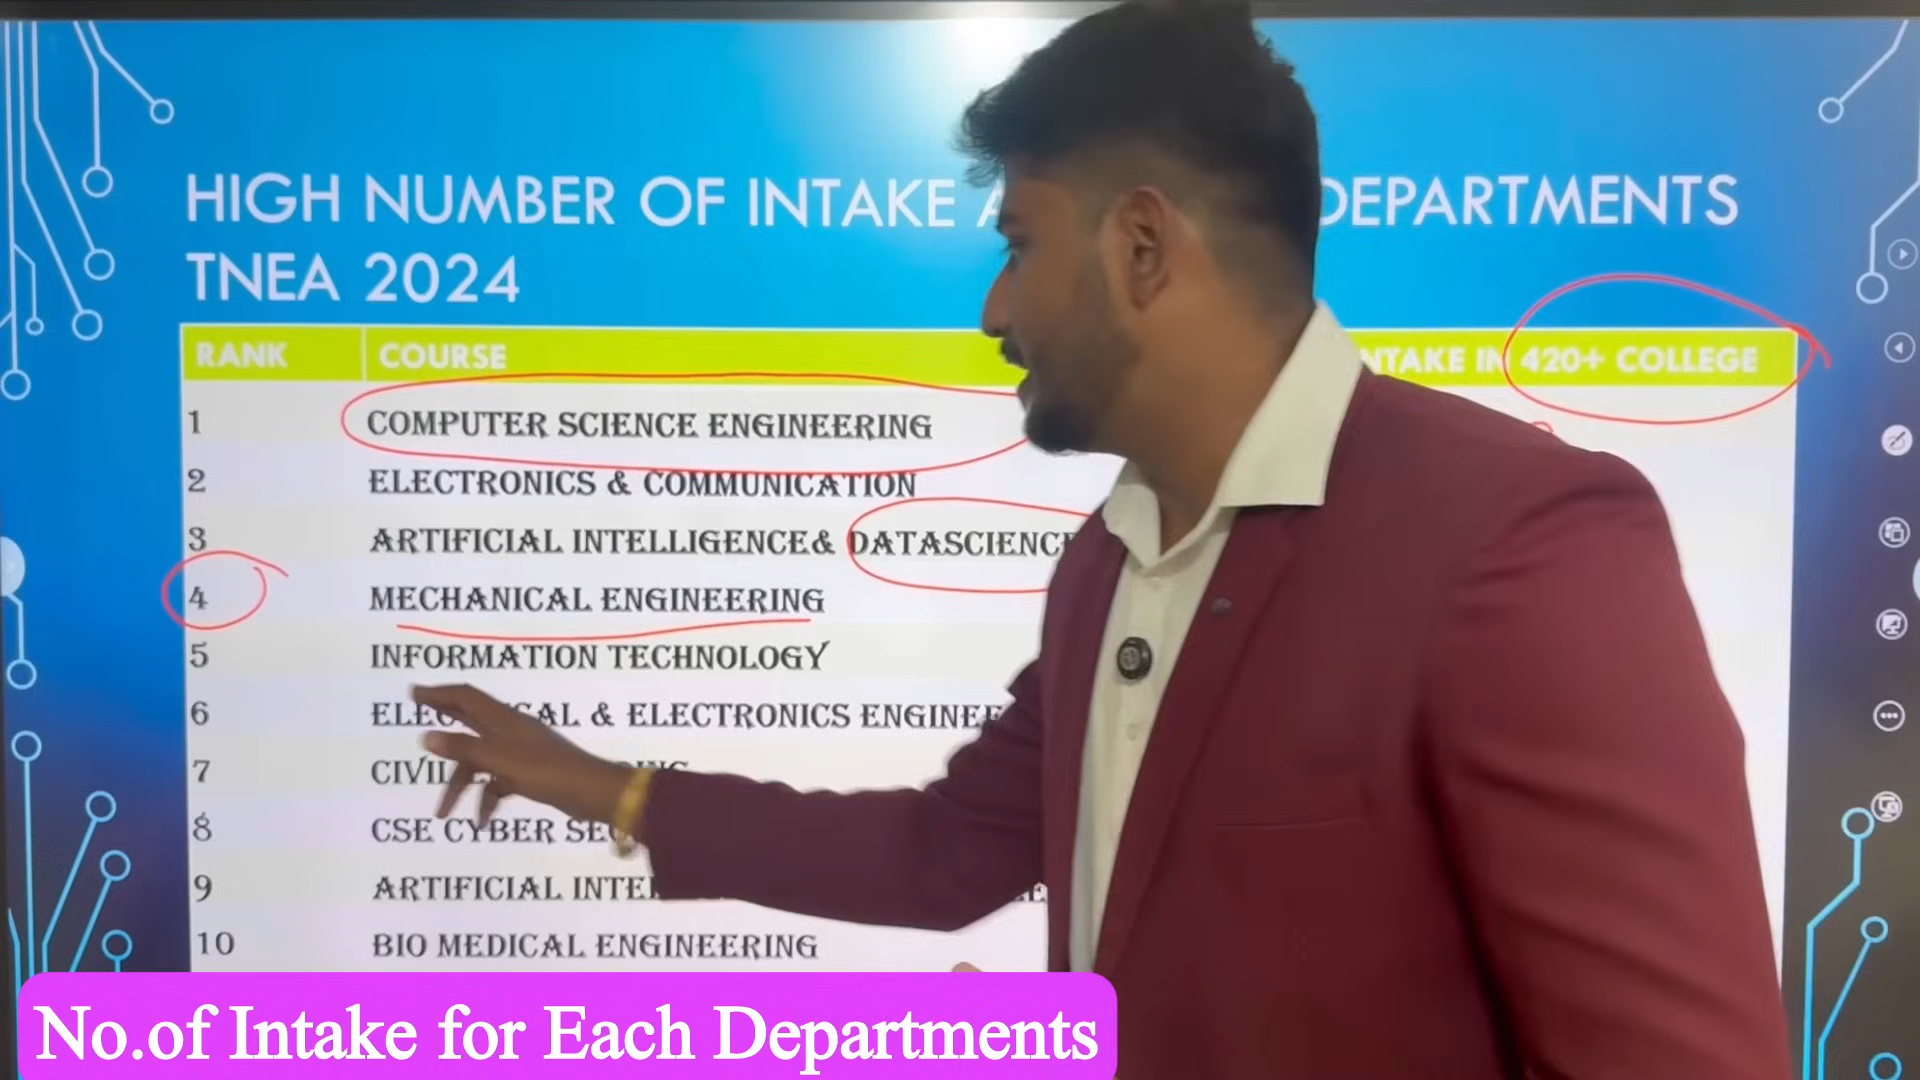 HIGH NUMBER OF INTAKE DEPARTMENTS
TNEA 2024
RANK COURSE INTAKE IN 420+ COLLEGE
1 COMPUTER SCIENCE ENGINEERING
2 ELECTRONICS & COMMUNICATION
3 ARTIFICIAL INTELLIGENCE& DATASCIENCE
4 MECHANICAL ENGINEERING
5 INFORMATION TECHNOLOGY
6 & ELECTRONICS
7 CIVIL
8 CSE CYBER
9 ARTIFICIAL
10 BIO MEDICAL ENGINEERING
No.of Intake for Each Departments